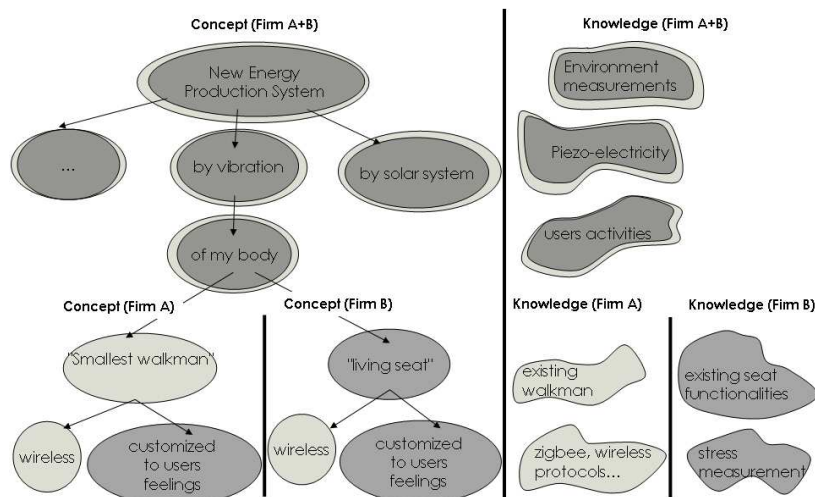 Concept (Firm A+B)
New Energy
Production System
...
by vibration
by solar system
of my body
Knowledge (Firm A+B)
Environment
measurements
Piezo-electricity
users activities
Concept (Firm A)
"Smallest walkman"
wireless
customized
to users
feelings
Concept (Firm B)
"living seat"
wireless
customized
to users
feelings
Knowledge (Firm A)
existing
walkman
zigbee, wireless
protocols...
Knowledge (Firm B)
existing seat
functionalities
stress
measurement